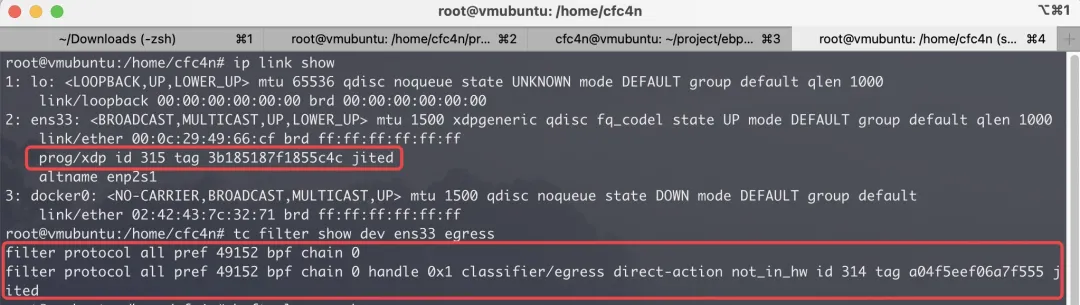 root@vmubuntu: /home/cfc4n
⌥⌘1
~/Downloads (-zsh) ⌘1 root@vmubuntu: /home/cfc4n/pr... ⌘2 cfc4n@vmubuntu: ~/project/ebp... ⌘3 root@vmubuntu: /home/cfc4n (s... ⌘4 +
root@vmubuntu:/home/cfc4n# ip link show
1: lo: <LOOPBACK,UP,LOWER_UP> mtu 65536 qdisc noqueue state UNKNOWN mode DEFAULT group default qlen 1000
link/loopback 00:00:00:00:00:00 brd 00:00:00:00:00:00
2: ens33: <BROADCAST,MULTICAST,UP,LOWER_UP> mtu 1500 xdpgeneric qdisc fq_codel state UP mode DEFAULT group default qlen 1000
link/ether 00:0c:29:49:66:cf brd ff:ff:ff:ff:ff:ff
prog/xdp id 315 tag 3b185187f1855c4c jited
altname enp2s1
3: docker0: <NO-CARRIER,BROADCAST,MULTICAST,UP> mtu 1500 qdisc noqueue state DOWN mode DEFAULT group default
link/ether 02:42:43:7c:32:71 brd ff:ff:ff:ff:ff:ff
root@vmubuntu:/home/cfc4n# tc filter show dev ens33 egress
filter protocol all pref 49152 bpf chain 0
filter protocol all pref 49152 bpf chain 0 handle 0x1 classifier/egress direct-action not_in_hw id 314 tag a04f5eef06a7f555 j
ited